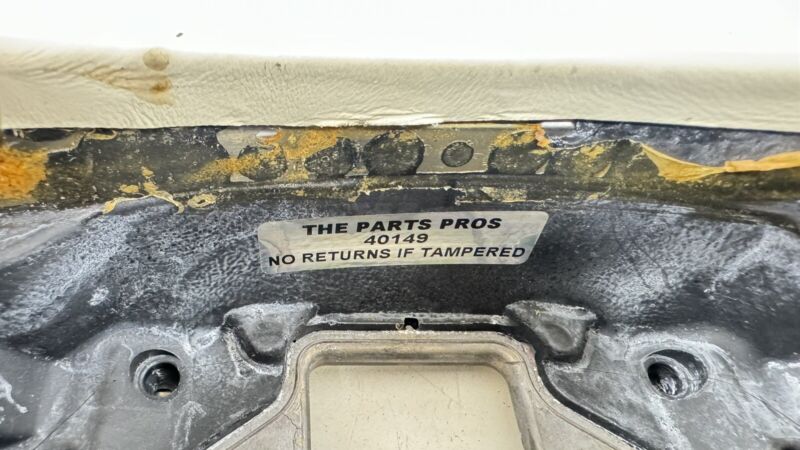 THE PARTS PROS
40149
NO RETURNS IF TAMPERED